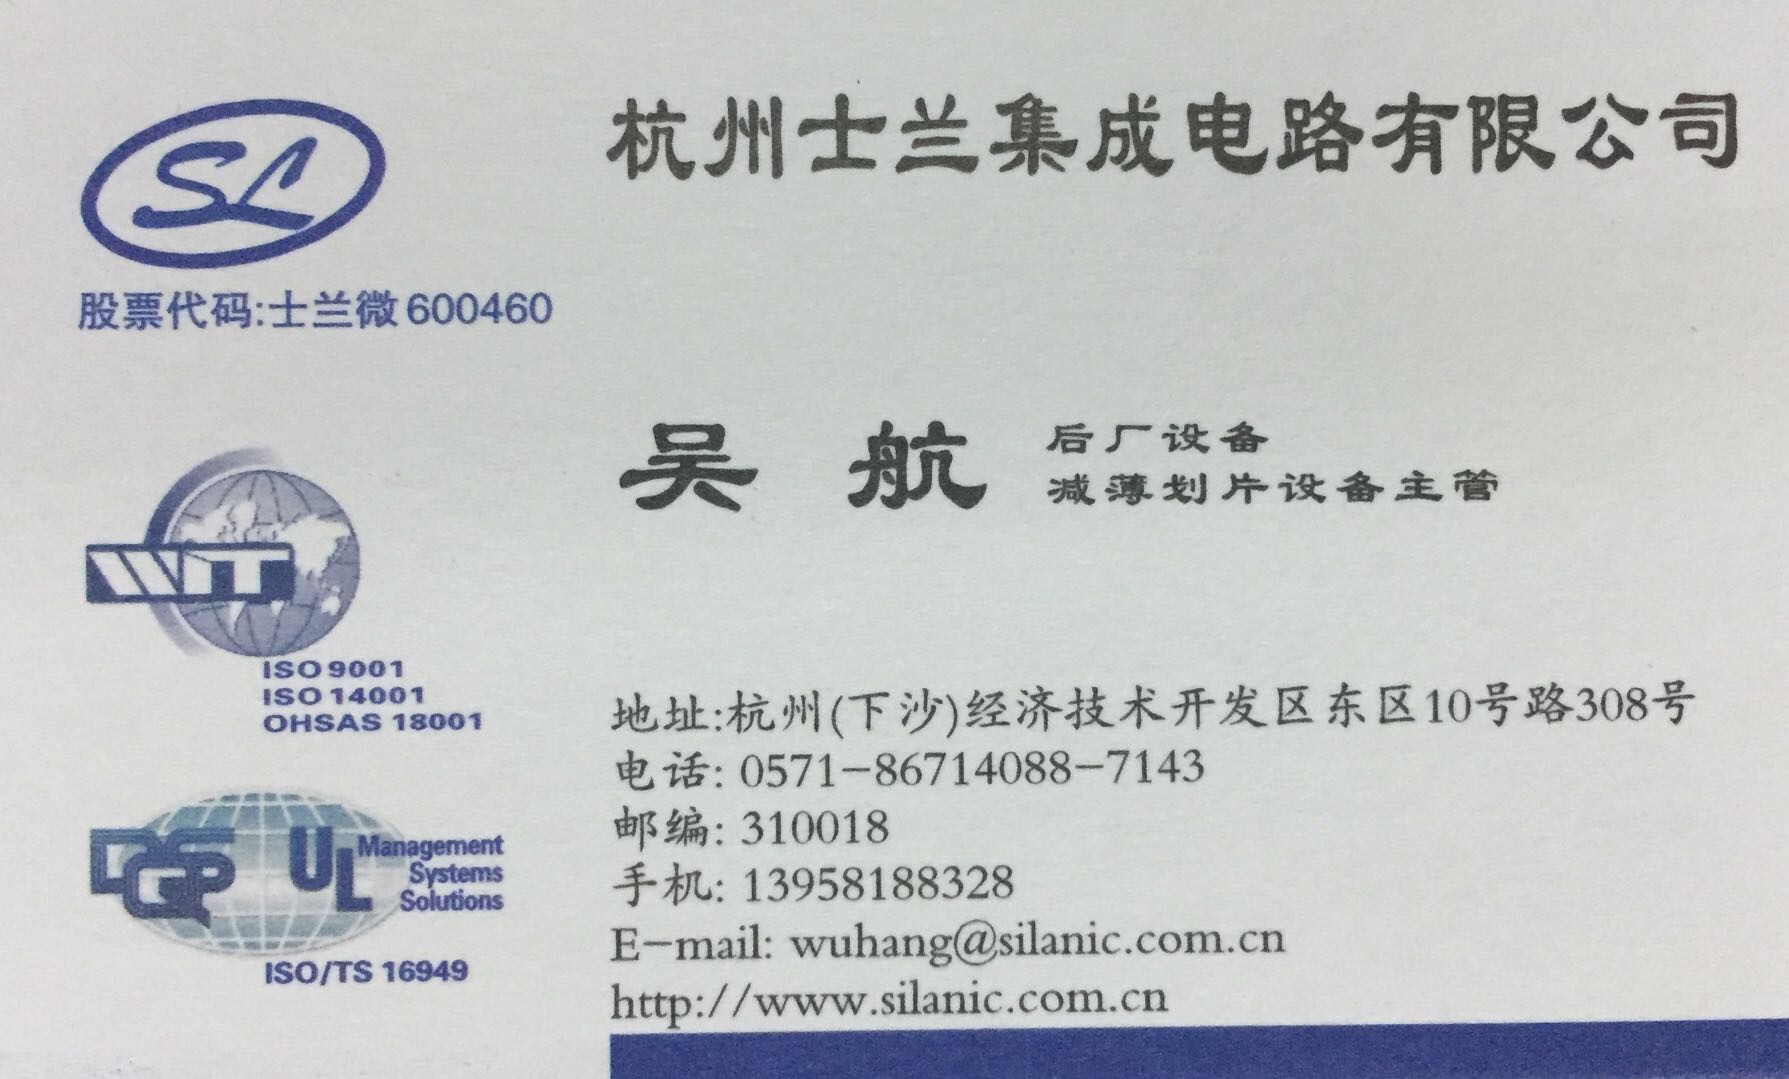 SL
杭州士兰集成电路有限公司
股票代码:士兰微600460
吴航
后厂设备
减薄划片设备主管
WIT
ISO 9001
ISO 14001
OHSAS 18001
DQS UL
Management
Systems
Solutions
ISO/TS 16949
地址:杭州(下沙)经济技术开发区东区10号路308号
电话: 0571-86714088-7143
邮编: 310018
手机: 13958188328
E-mail: wuhang@silanic.com.cn
http://www.silanic.com.cn